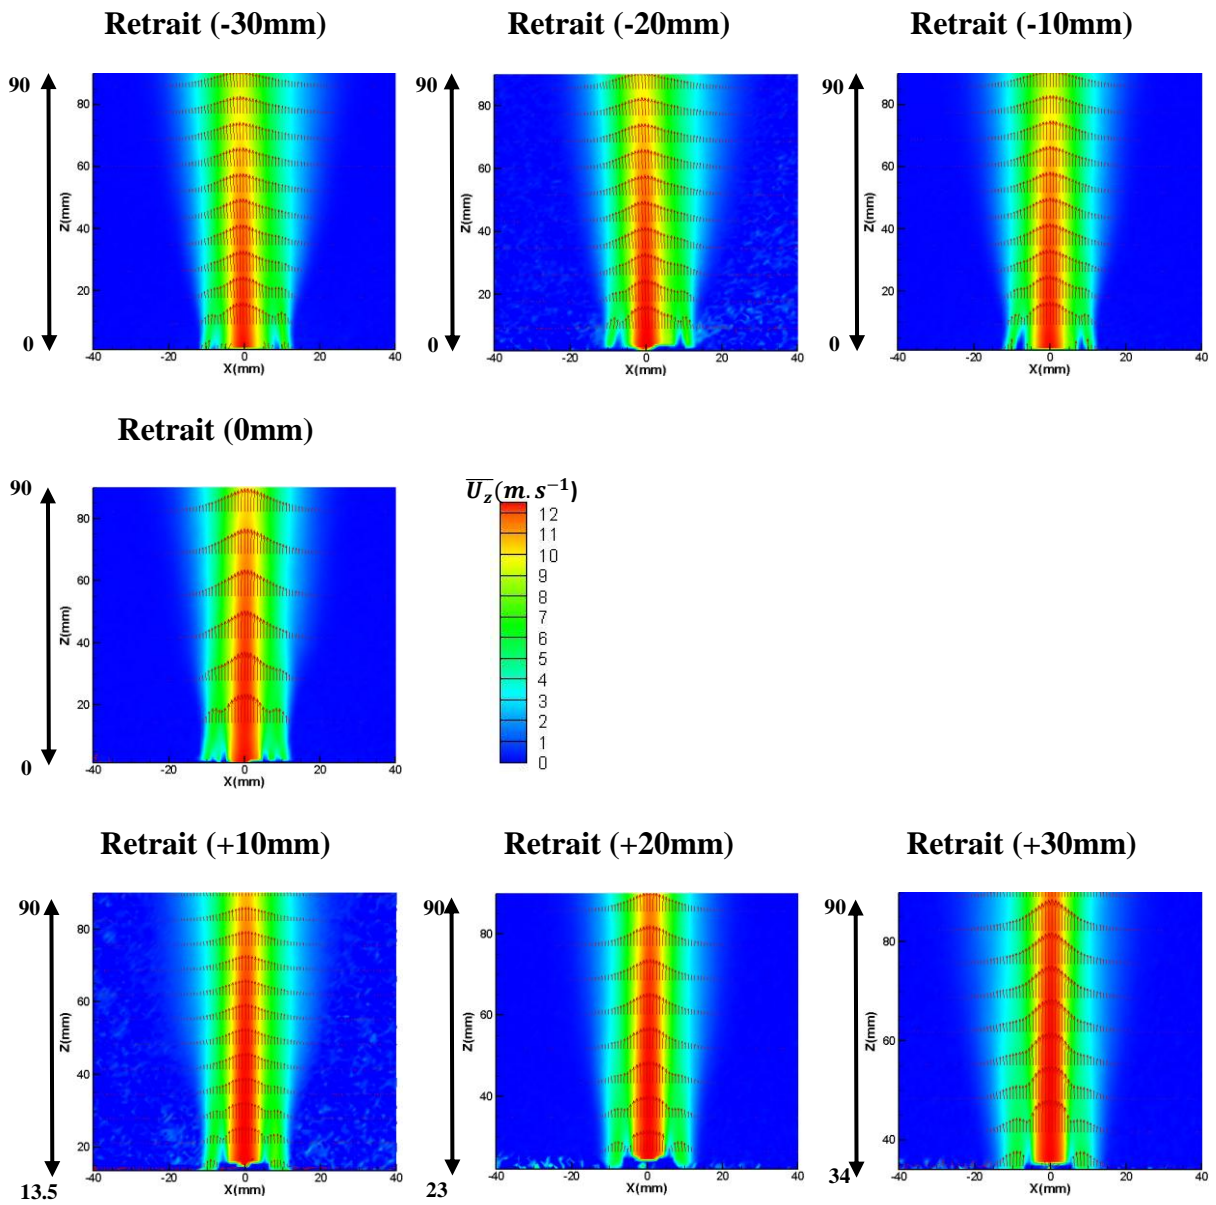 Retrait (-30mm) Retrait (-20mm) Retrait (-10mm)
90 90 90
80 80 80
60 60 60
Z(mm) Z(mm) Z(mm)
40 40 40
20 20 20
0 0 0
-40 -20 0 20 40 -40 -20 0 20 40 -40 -20 0 20 40
X(mm) X(mm) X(mm)
Retrait (0mm)
90
80
60
Z(mm)
40
20
0
-40 -20 0 20 40
X(mm)
U̅z̅(m.s⁻¹)
12
11
10
9
8
7
6
5
4
3
2
1
0
Retrait (+10mm) Retrait (+20mm) Retrait (+30mm)
90 90 90
80 80 80
60 60 60
Z(mm) Z(mm) Z(mm)
40 40 40
20
13.5 23 34
-40 -20 0 20 40 -40 -20 0 20 40 -40 -20 0 20 40
X(mm) X(mm) X(mm)